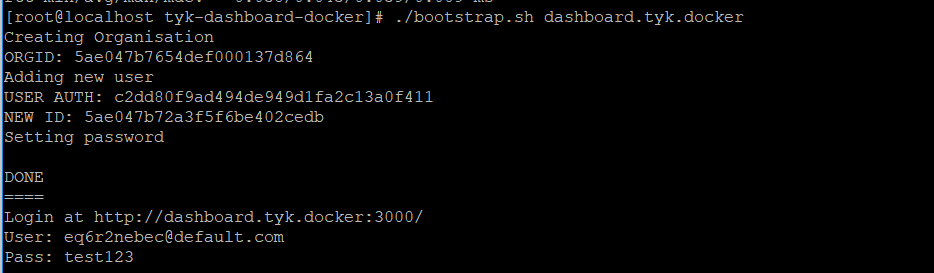 [root@localhost tyk-dashboard-docker]# ./bootstrap.sh dashboard.tyk.docker
Creating Organisation
ORGID: 5ae047b7654def000137d864
Adding new user
USER AUTH: c2dd80f9ad494de949d1fa2c13a0f411
NEW ID: 5ae047b72a3f5f6be402cedb
Setting password
DONE
====
Login at http://dashboard.tyk.docker:3000/
User: eq6r2nebec@default.com
Pass: test123